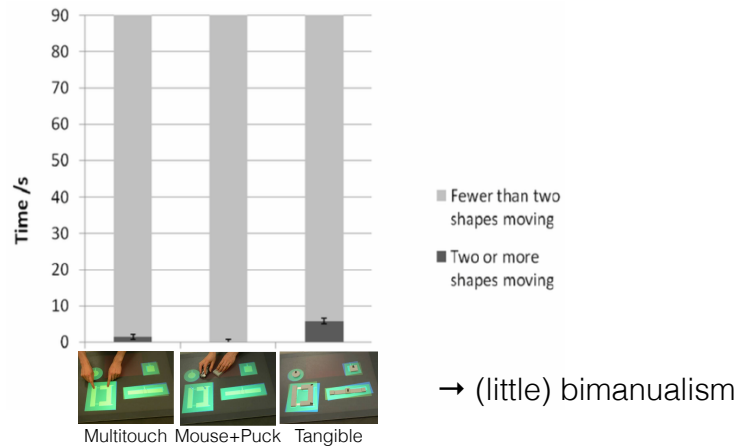 90
80
70
60
50
40
30
20
10
0
Time /s
Fewer than two
shapes moving
Two or more
shapes moving
Multitouch Mouse+Puck Tangible
→ (little) bimanualism